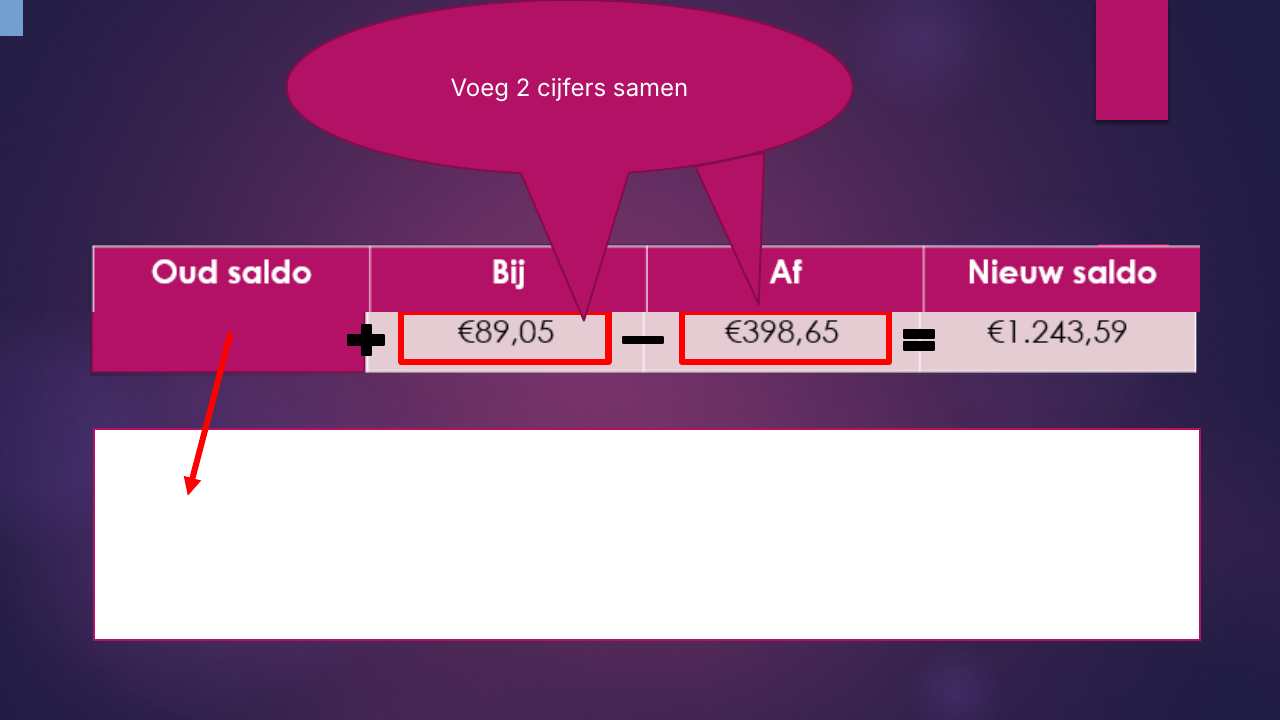 Voeg 2 cijfers samen
Oud saldo Bij Af Nieuw saldo
+ €89,05 − €398,65 = €1.243,59